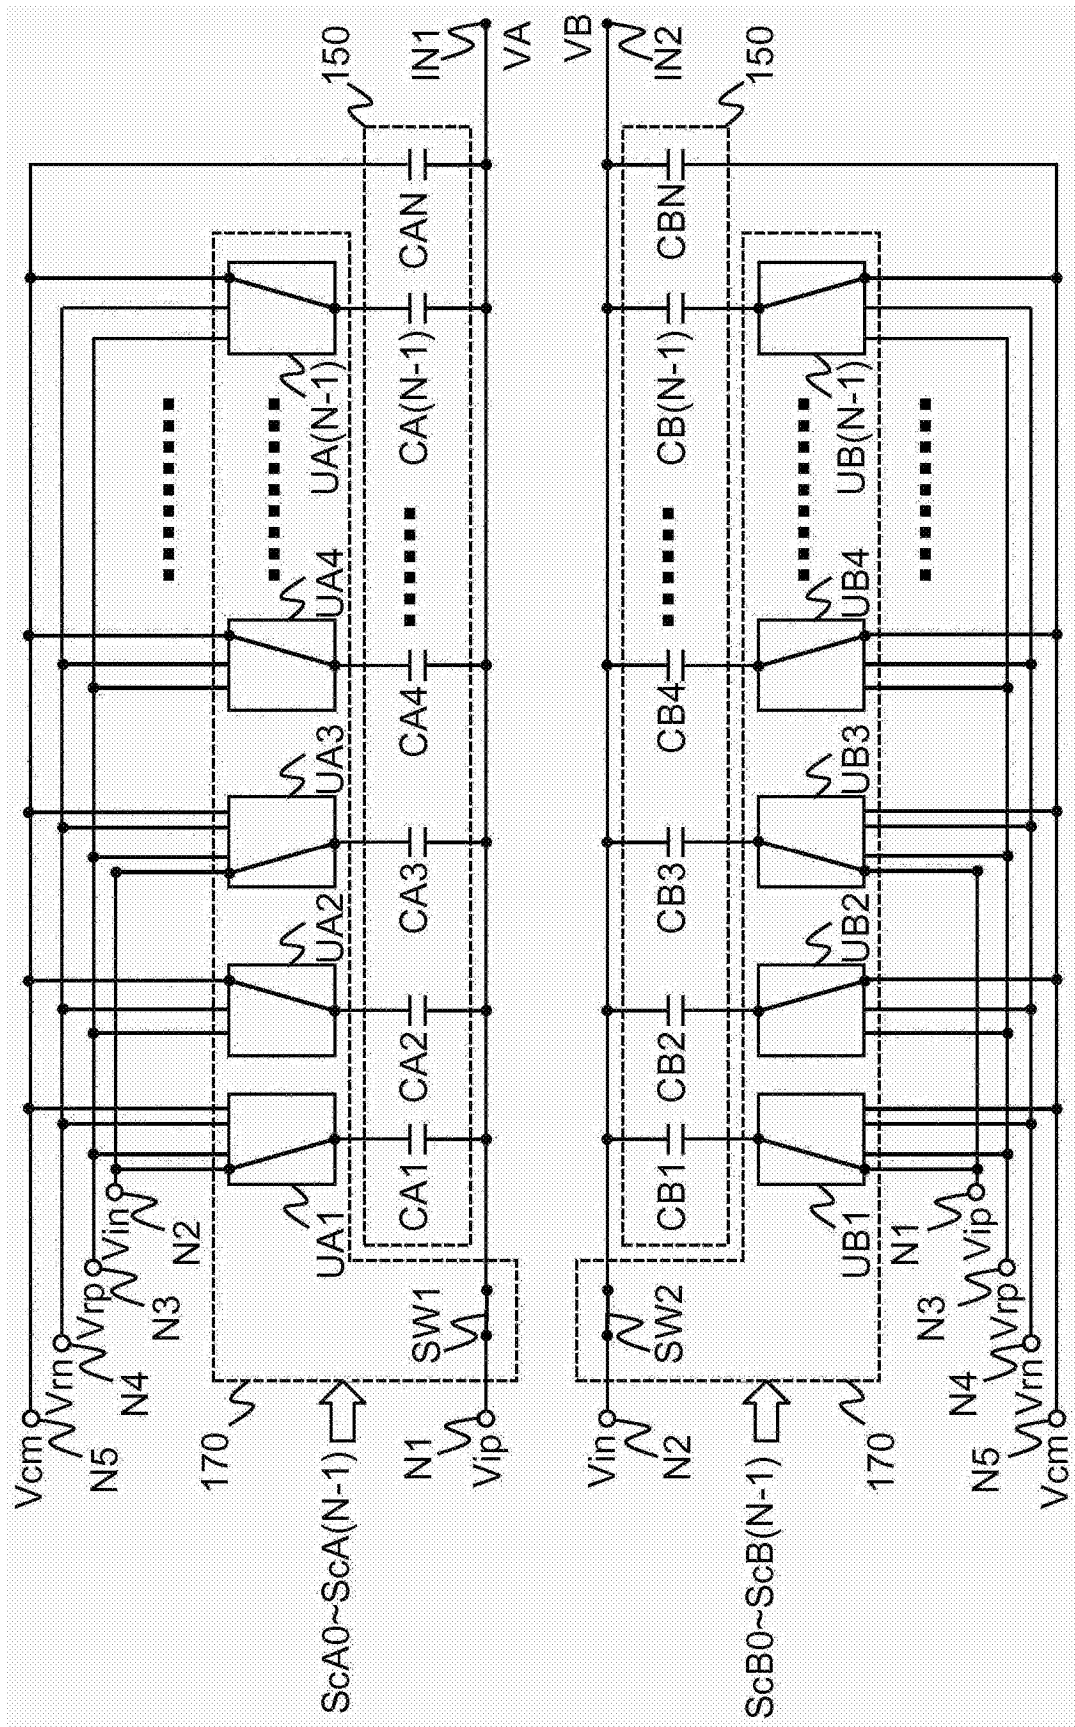 Vcm
N5
Vrn
N4
Vrp
N3
Vin
N2
170
UA1
UA2
UA3
UA4
UA(N-1)
150
CA1
CA2
CA3
CA4
CA(N-1)
CAN
ScA0~ScA(N-1)
N1
Vip
SW1
IN1
VA
VB
IN2
Vin
N2
SW2
150
CB1
CB2
CB3
CB4
CB(N-1)
CBN
ScB0~ScB(N-1)
170
UB1
UB2
UB3
UB4
UB(N-1)
N1
Vip
N3
Vrp
N4
Vrn
N5
Vcm